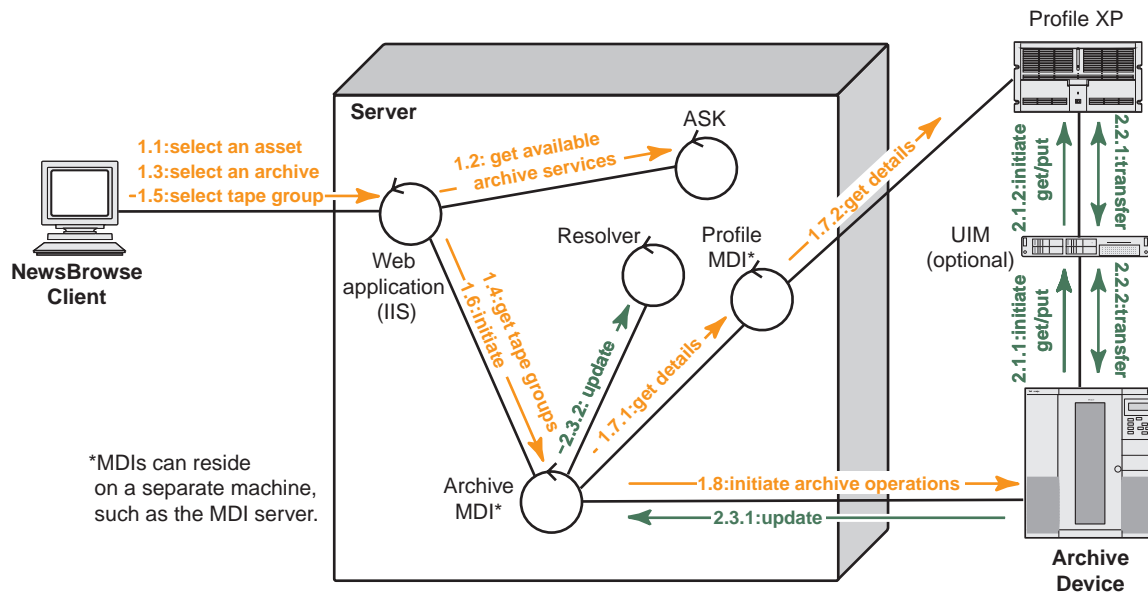 Profile XP
Server
ASK
1.1:select an asset
1.3:select an archive
1.5:select tape group
1.2: get available
archive services
1.7.2:get details
2.1.2:initiate
get/put
2.2.1:transfer
NewsBrowse
Client
Web
application
(IIS)
Resolver
Profile
MDI*
UIM
(optional)
1.4:get tape groups
1.6:initiate
2.3.2: update
1.7.1:get details
2.1.1:initiate
get/put
2.2.2:transfer
*MDIs can reside
on a separate machine,
such as the MDI server.
Archive
MDI*
1.8:initiate archive operations
2.3.1:update
Archive
Device